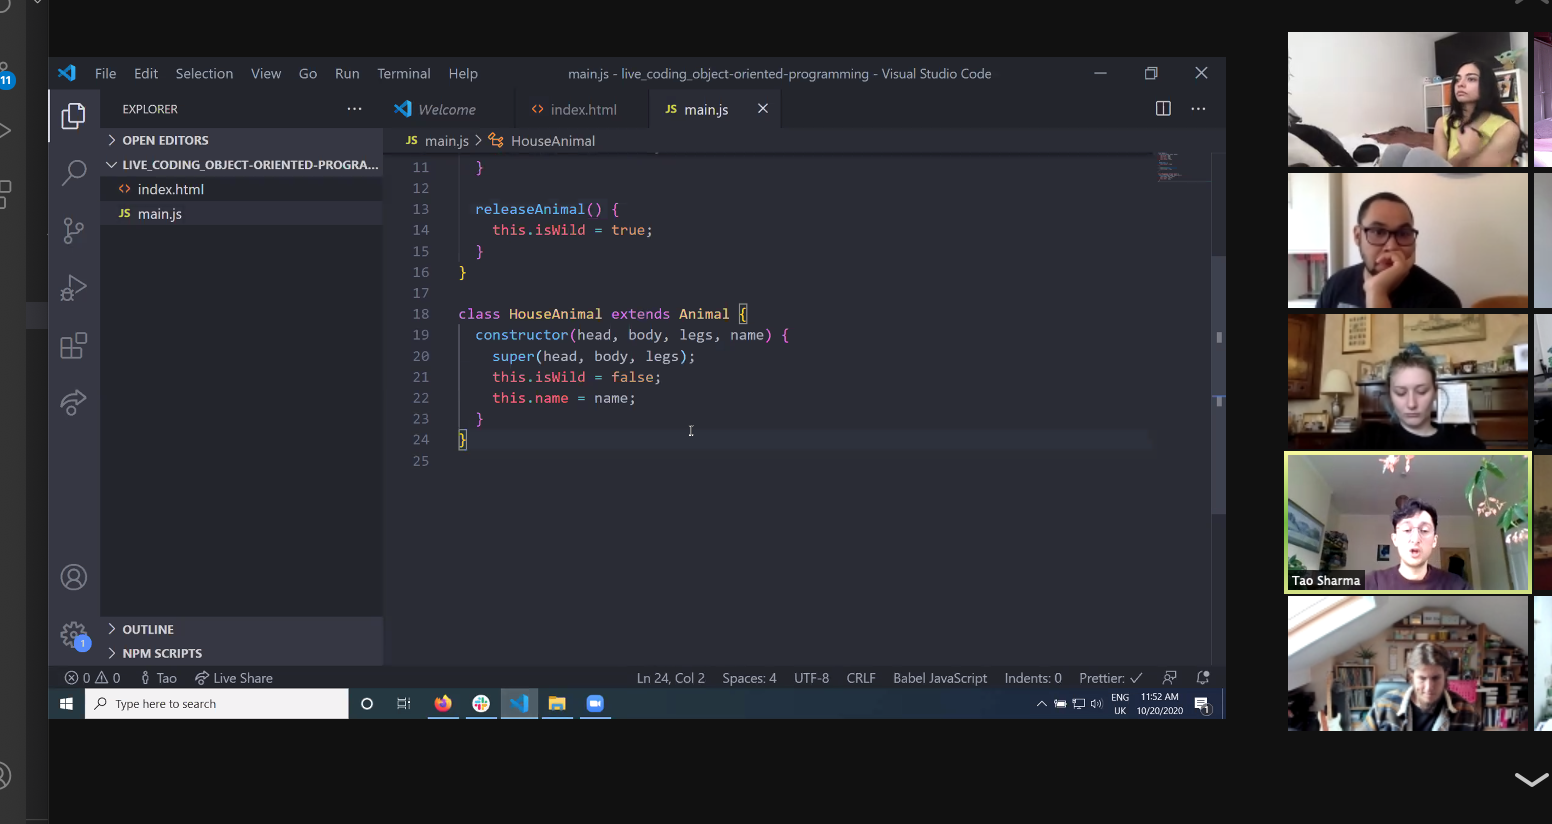 11
File Edit Selection View Go Run Terminal Help
main.js - live_coding_object-oriented-programming - Visual Studio Code
EXPLORER
Welcome
index.html
JS main.js
OPEN EDITORS
JS main.js > HouseAnimal
LIVE_CODING_OBJECT-ORIENTED-PROGRA...
index.html
JS main.js
11 }
12
13 releaseAnimal() {
14 this.isWild = true;
15 }
16 }
17
18 class HouseAnimal extends Animal {
19 constructor(head, body, legs, name) {
20 super(head, body, legs);
21 this.isWild = false;
22 this.name = name;
23 }
24 }
25
Tao Sharma
1
OUTLINE
NPM SCRIPTS
0 0 Tao Live Share
Ln 24, Col 2 Spaces: 4 UTF-8 CRLF Babel JavaScript Indents: 0 Prettier: ✓
Type here to search
ENG
UK
11:52 AM
10/20/2020
1